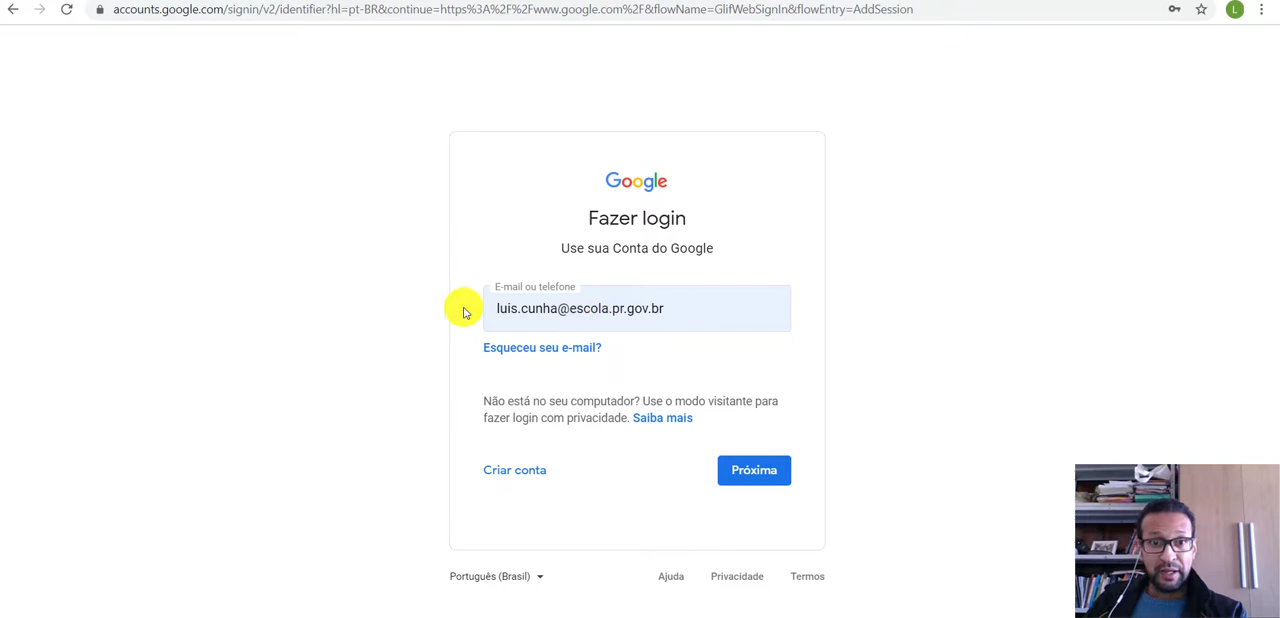 accounts.google.com/signin/v2/identifier?hl=pt-BR&continue=https%3A%2F%2Fwww.google.com%2F&flowName=GlifWebSignIn&flowEntry=AddSession
L
Google
Fazer login
Use sua Conta do Google
E-mail ou telefone
luis.cunha@escola.pr.gov.br
Esqueceu seu e-mail?
Não está no seu computador? Use o modo visitante para
fazer login com privacidade. Saiba mais
Criar conta
Próxima
Português (Brasil)
Ajuda
Privacidade
Termos